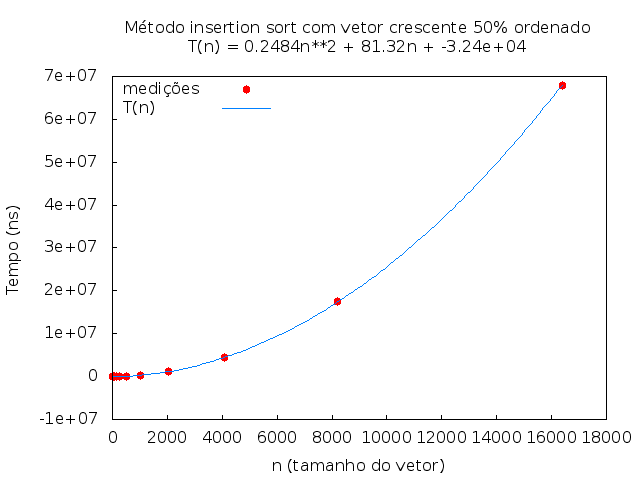 Método insertion sort com vetor crescente 50% ordenado
T(n) = 0.2484n**2 + 81.32n + -3.24e+04
medições
T(n)
7e+07
6e+07
5e+07
4e+07
3e+07
2e+07
1e+07
0
-1e+07
Tempo (ns)
0 2000 4000 6000 8000 10000 12000 14000 16000 18000
n (tamanho do vetor)